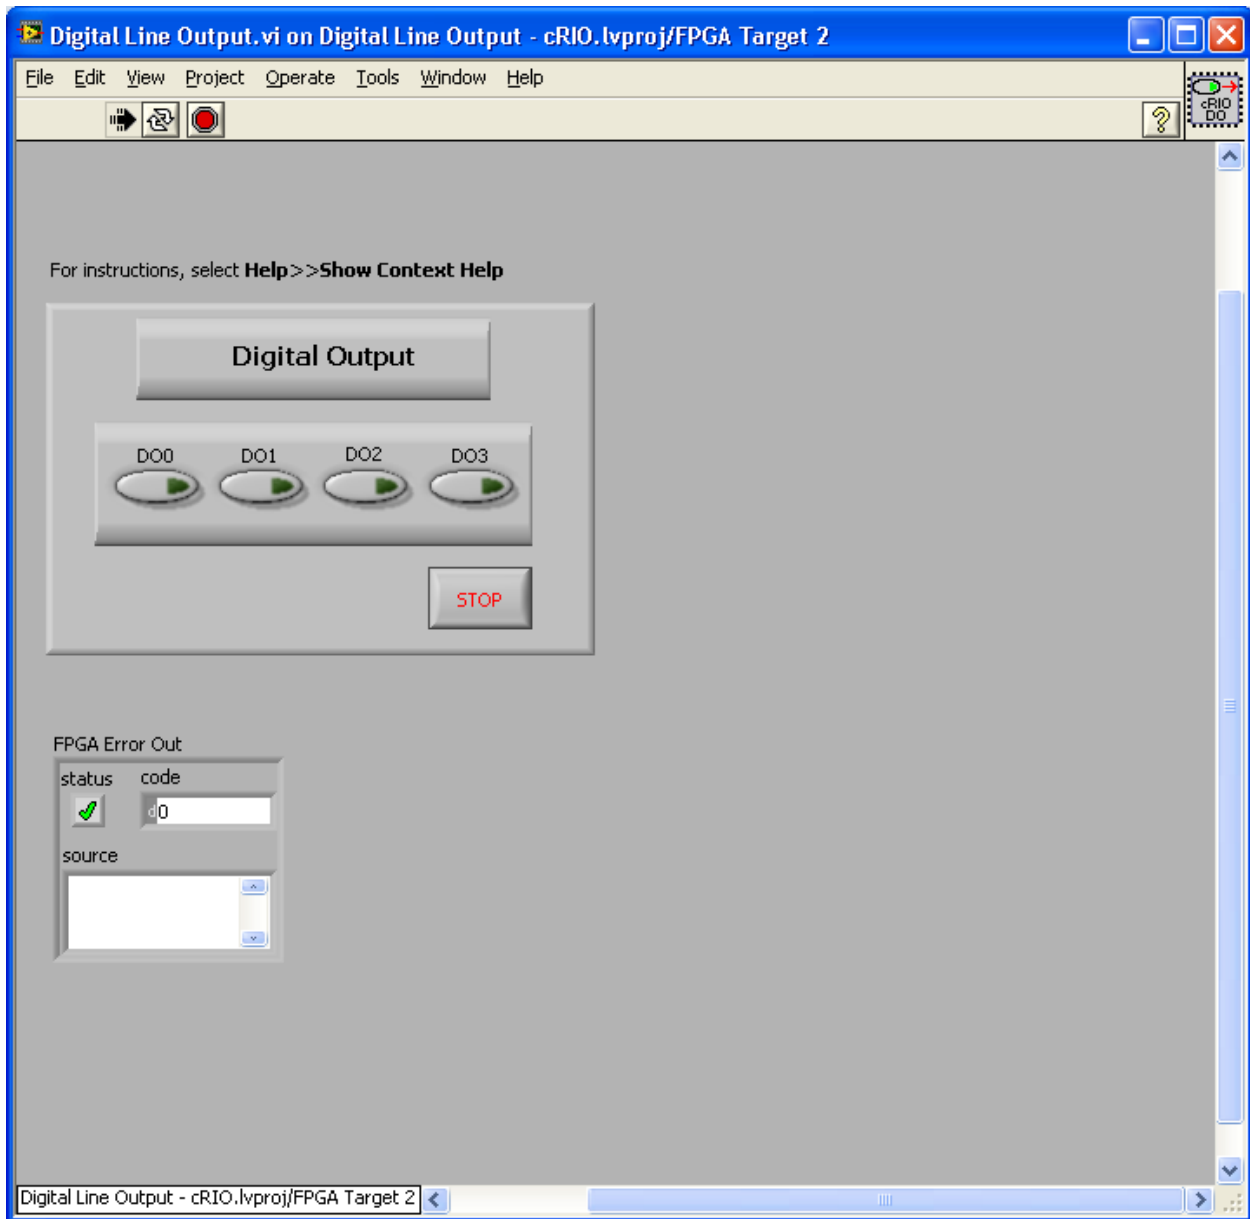 Digital Line Output.vi on Digital Line Output - cRIO.lvproj/FPGA Target 2
File Edit View Project Operate Tools Window Help
?
cRIO
DO
For instructions, select Help>>Show Context Help
Digital Output
DO0 DO1 DO2 DO3
STOP
FPGA Error Out
status code
d0
source
Digital Line Output - cRIO.lvproj/FPGA Target 2